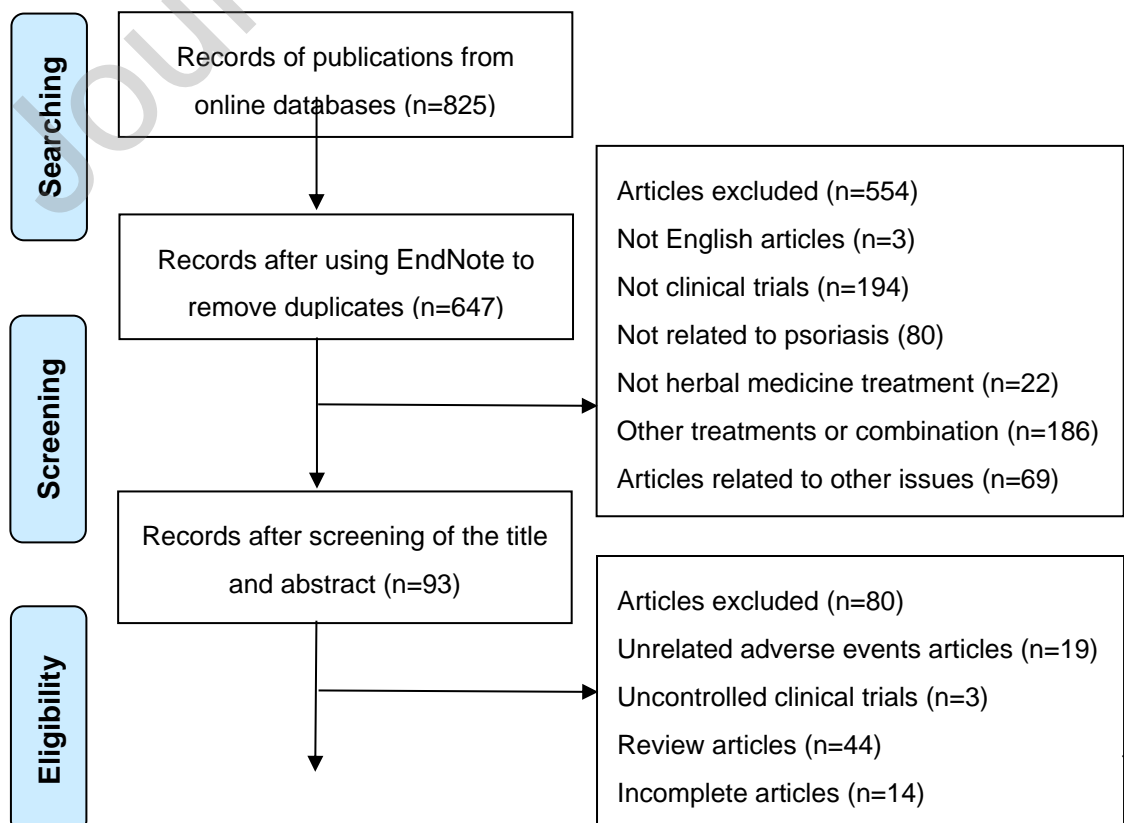 Searching
Records of publications from
online databases (n=825)
Records after using EndNote to
remove duplicates (n=647)
Articles excluded (n=554)
Not English articles (n=3)
Not clinical trials (n=194)
Not related to psoriasis (80)
Not herbal medicine treatment (n=22)
Other treatments or combination (n=186)
Articles related to other issues (n=69)
Screening
Records after screening of the title
and abstract (n=93)
Eligibility
Articles excluded (n=80)
Unrelated adverse events articles (n=19)
Uncontrolled clinical trials (n=3)
Review articles (n=44)
Incomplete articles (n=14)